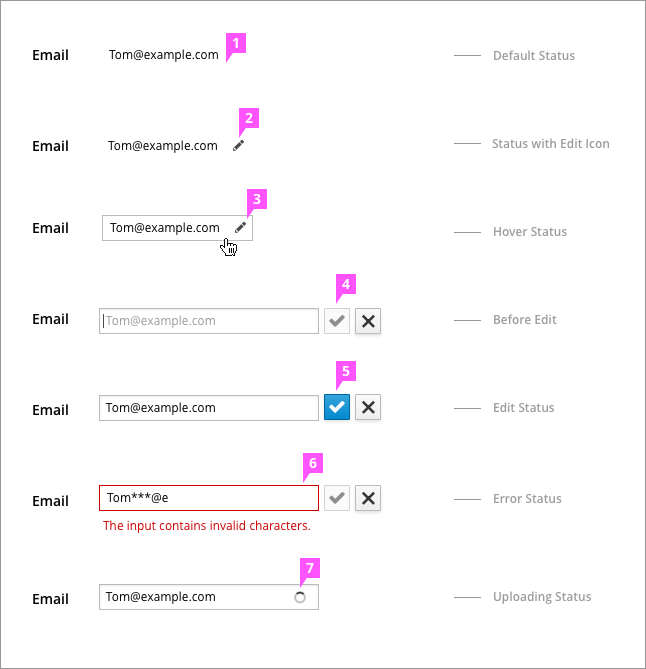 1
Email Tom@example.com Default Status
2
Email Tom@example.com Status with Edit Icon
3
Email Tom@example.com Hover Status
4
Email Tom@example.com Before Edit
5
Email Tom@example.com Edit Status
6
Email Tom***@e Error Status
The input contains invalid characters.
7
Email Tom@example.com Uploading Status